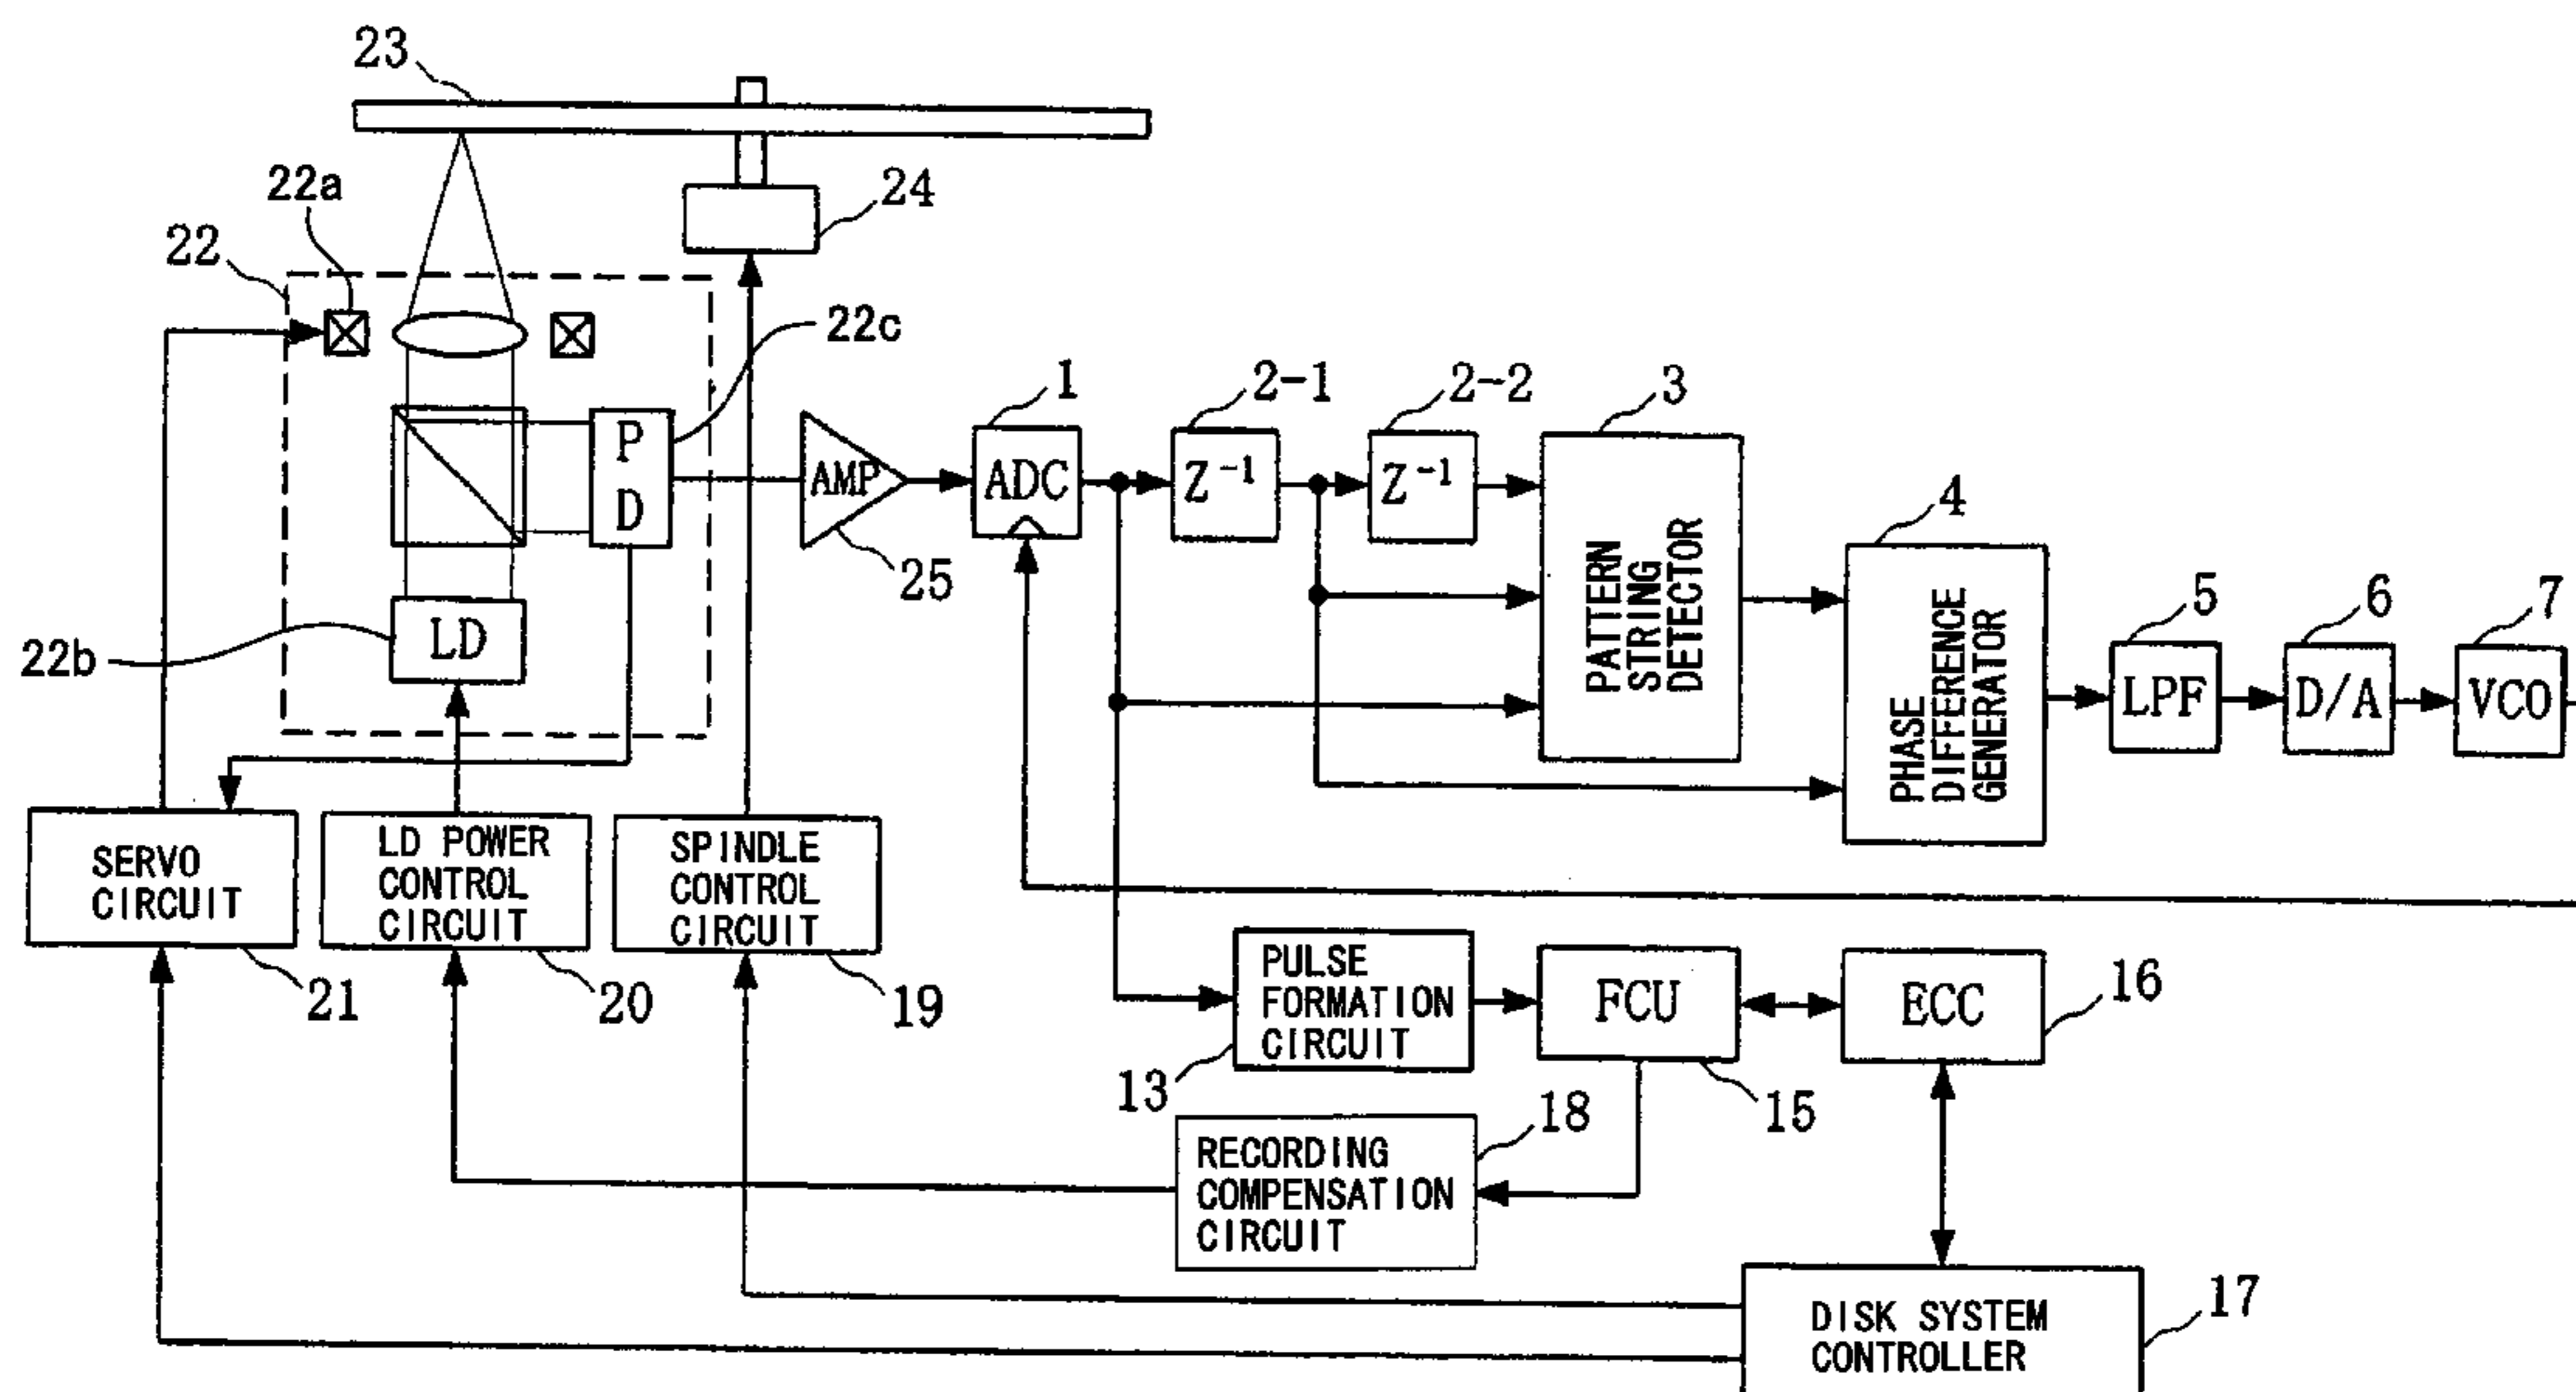 23
22a
24
22
22c
1
2-1
2-2
3
P
D
AMP
ADC
Z⁻¹
Z⁻¹
4
25
PATTERN
STRING
DETECTOR
5
6
7
LD
22b
PHASE
DIFFERENCE
GENERATOR
LPF
D/A
VCO
SERVO
CIRCUIT
LD POWER
CONTROL
CIRCUIT
SPINDLE
CONTROL
CIRCUIT
21
20
19
PULSE
FORMATION
CIRCUIT
FCU
ECC
16
13
15
18
RECORDING
COMPENSATION
CIRCUIT
DISK SYSTEM
CONTROLLER
17